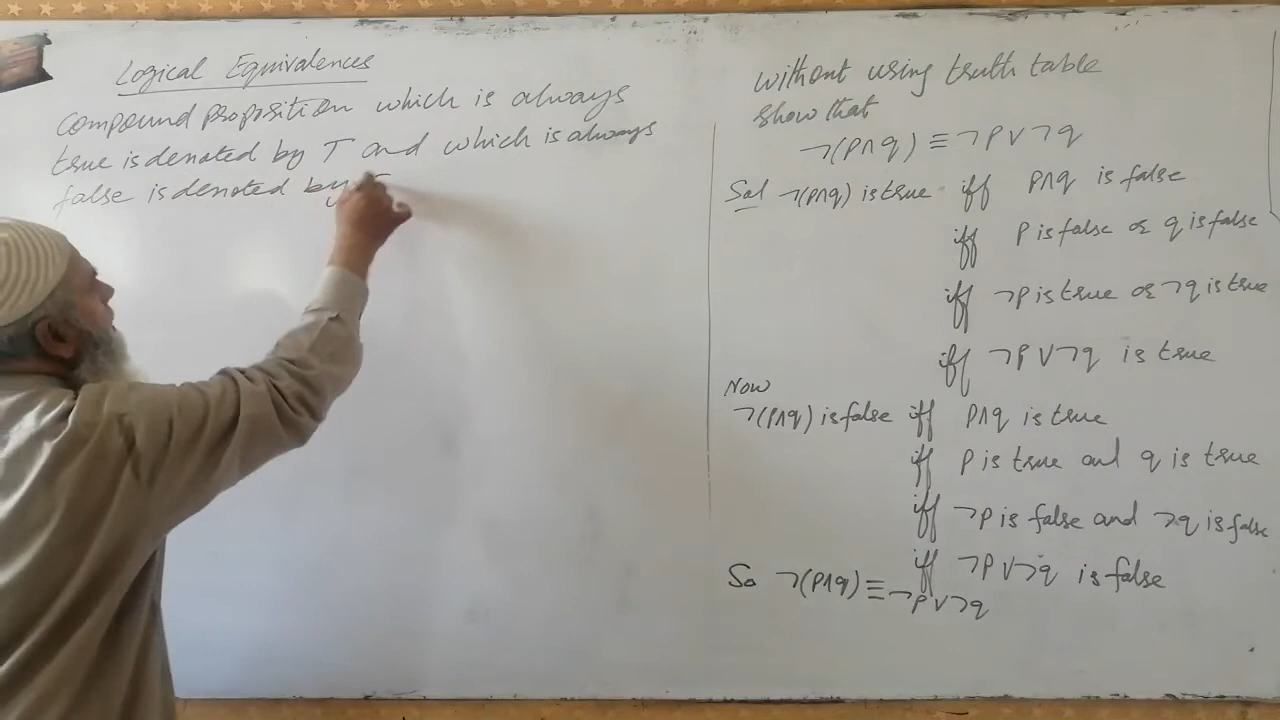 Logical Equivalences
Compound proposition which is always
true is denoted by T and which is always
false is denoted by
without using truth table
show that
¬(P∧q) ≡ ¬P∨¬q
Sol ¬(P∧q) is true iff P∧q is false
iff P is false or q is false
iff ¬P is true or ¬q is true
iff ¬P∨¬q is true
Now
¬(P∧q) is false iff P∧q is true
iff P is true and q is true
iff ¬P is false and ¬q is false
iff ¬P∨¬q is false
So ¬(P∧q) ≡ ¬P∨¬q